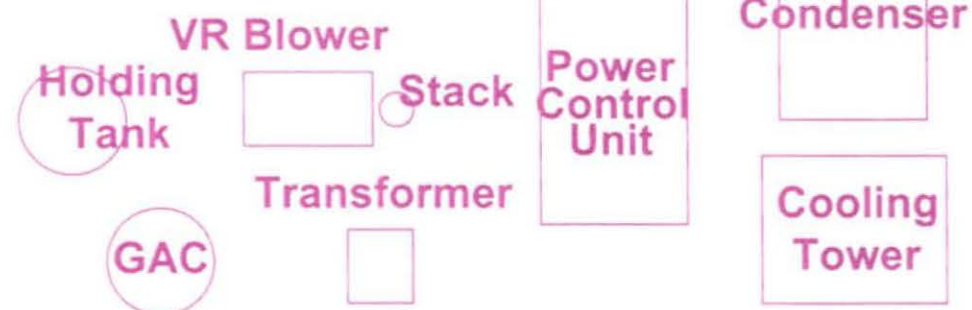 Condenser
VR Blower
Holding
Tank
Stack
Power
Control
Unit
Transformer
Cooling
Tower
GAC